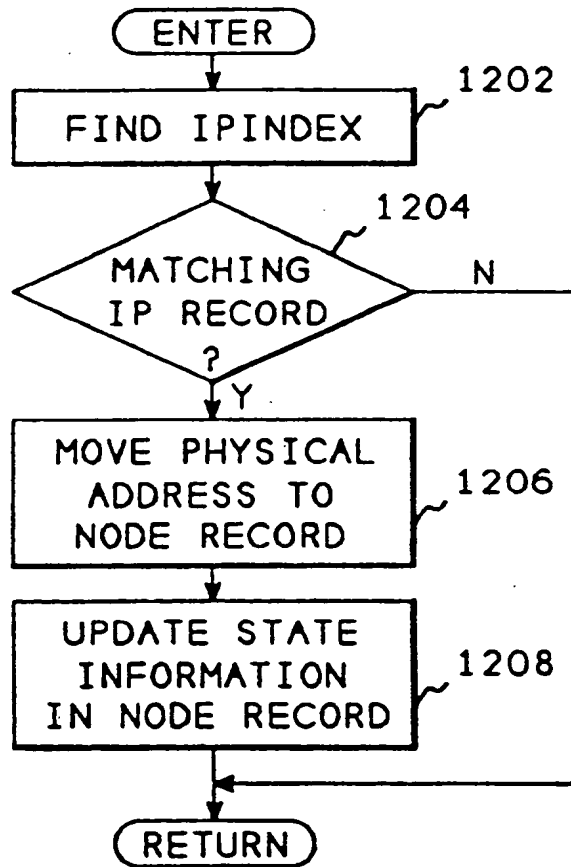 ENTER
1202
FIND IPINDEX
1204
MATCHING
IP RECORD
?
N
Y
MOVE PHYSICAL
ADDRESS TO
NODE RECORD
1206
UPDATE STATE
INFORMATION
IN NODE RECORD
1208
RETURN